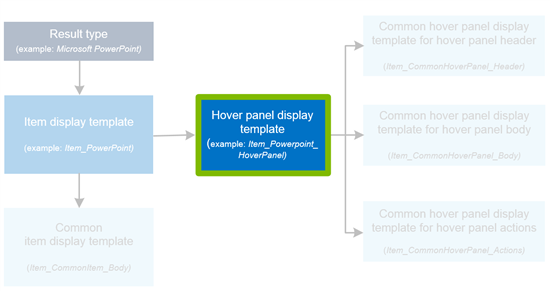 Result type
(example: Microsoft PowerPoint)
Item display template
(example: Item_PowerPoint)
Common
item display template
(Item_CommonItem_Body)
Hover panel display
template
(example: Item_Powerpoint_
HoverPanel)
Common hover panel display
template for hover panel header
(Item_CommonHoverPanel_Header)
Common hover panel display
template for hover panel body
(Item_CommonHoverPanel_Body)
Common hover panel display
template for hover panel actions
(Item_CommonHoverPanel_Actions)